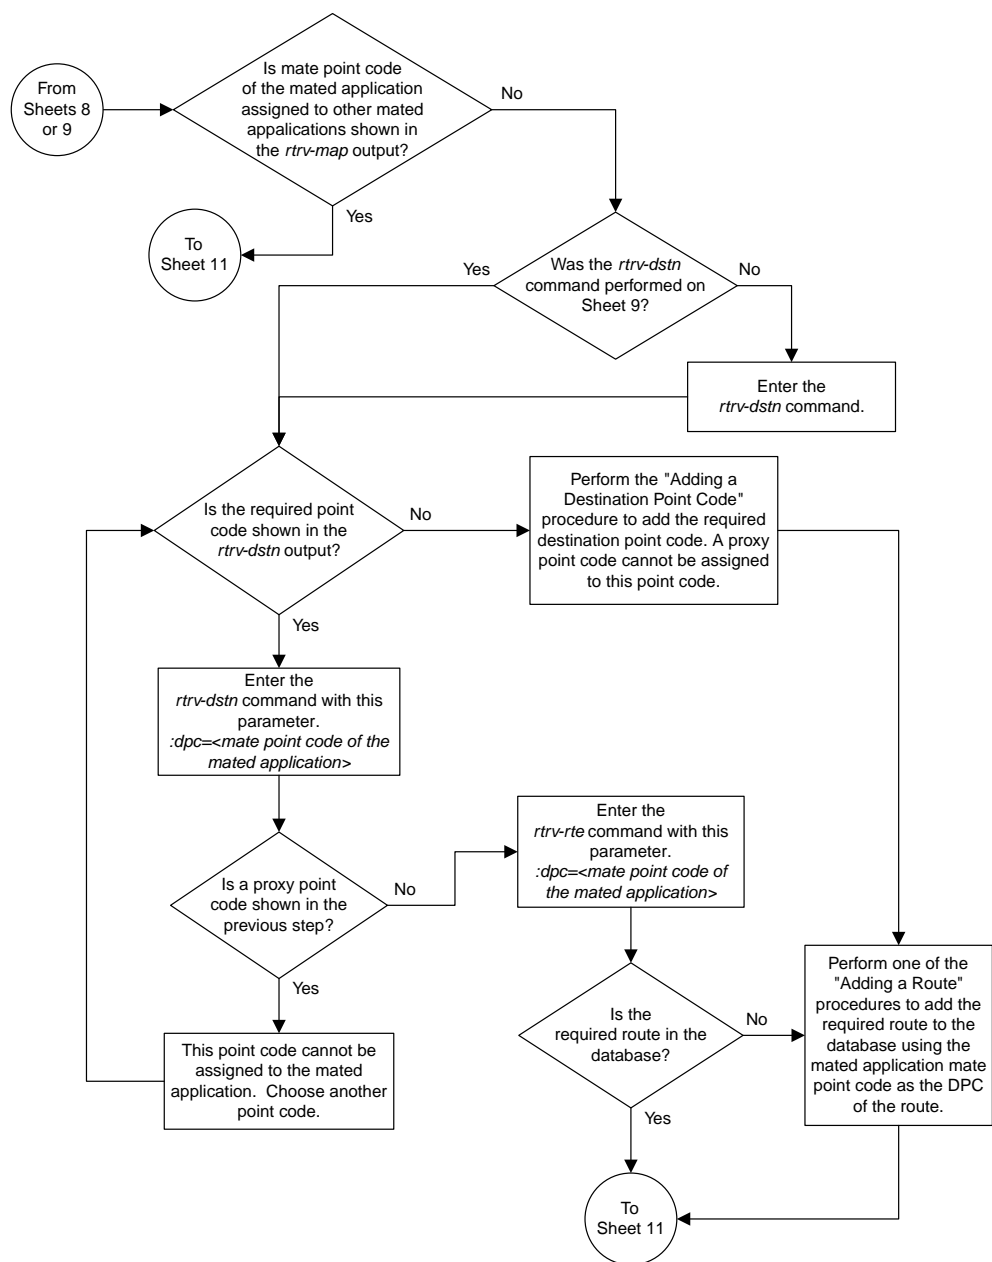 From
Sheets 8
or 9
Is mate point code
of the mated application
assigned to other mated
appalications shown in
the rtrv-map output?
No
Yes
To
Sheet 11
Was the rtrv-dstn
command performed on
Sheet 9?
Yes
No
Enter the
rtrv-dstn command.
Is the required point
code shown in the
rtrv-dstn output?
No
Yes
Perform the "Adding a
Destination Point Code"
procedure to add the required
destination point code. A proxy
point code cannot be assigned
to this point code.
Enter the
rtrv-dstn command with this
parameter.
:dpc=<mate point code of the
mated application>
Is a proxy point
code shown in the
previous step?
No
Yes
Enter the
rtrv-rte command with this
parameter.
:dpc=<mate point code of
the mated application>
This point code cannot be
assigned to the mated
application.  Choose another
point code.
Is the
required route in the
database?
No
Yes
Perform one of the
"Adding a Route"
procedures to add the
required route to the
database using the
mated application mate
point code as the DPC
of the route.
To
Sheet 11